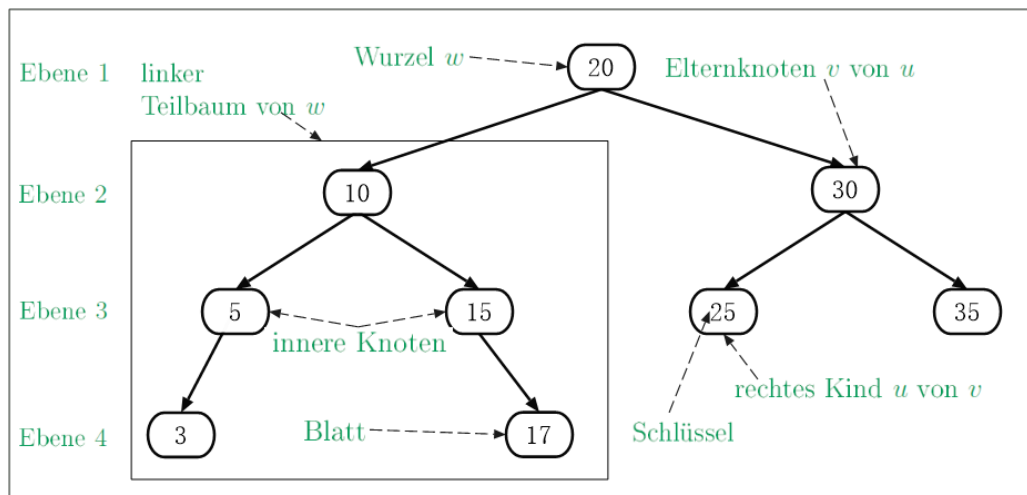 Ebene 1
linker
Teilbaum von w
Wurzel w
20
Elternknoten v von u
Ebene 2
10
30
Ebene 3
5
15
25
35
innere Knoten
rechtes Kind u von v
Ebene 4
3
Blatt
17
Schlüssel